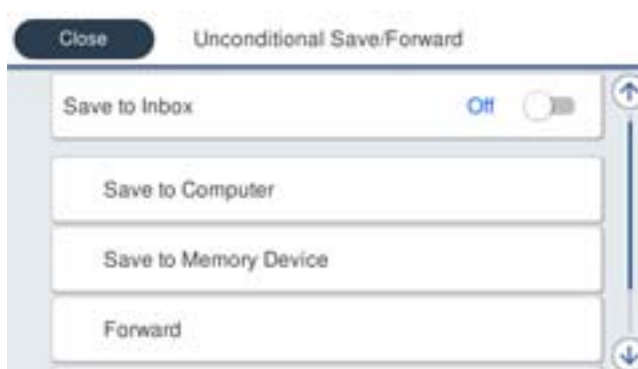 Close Unconditional Save/Forward
Save to Inbox Off
Save to Computer
Save to Memory Device
Forward